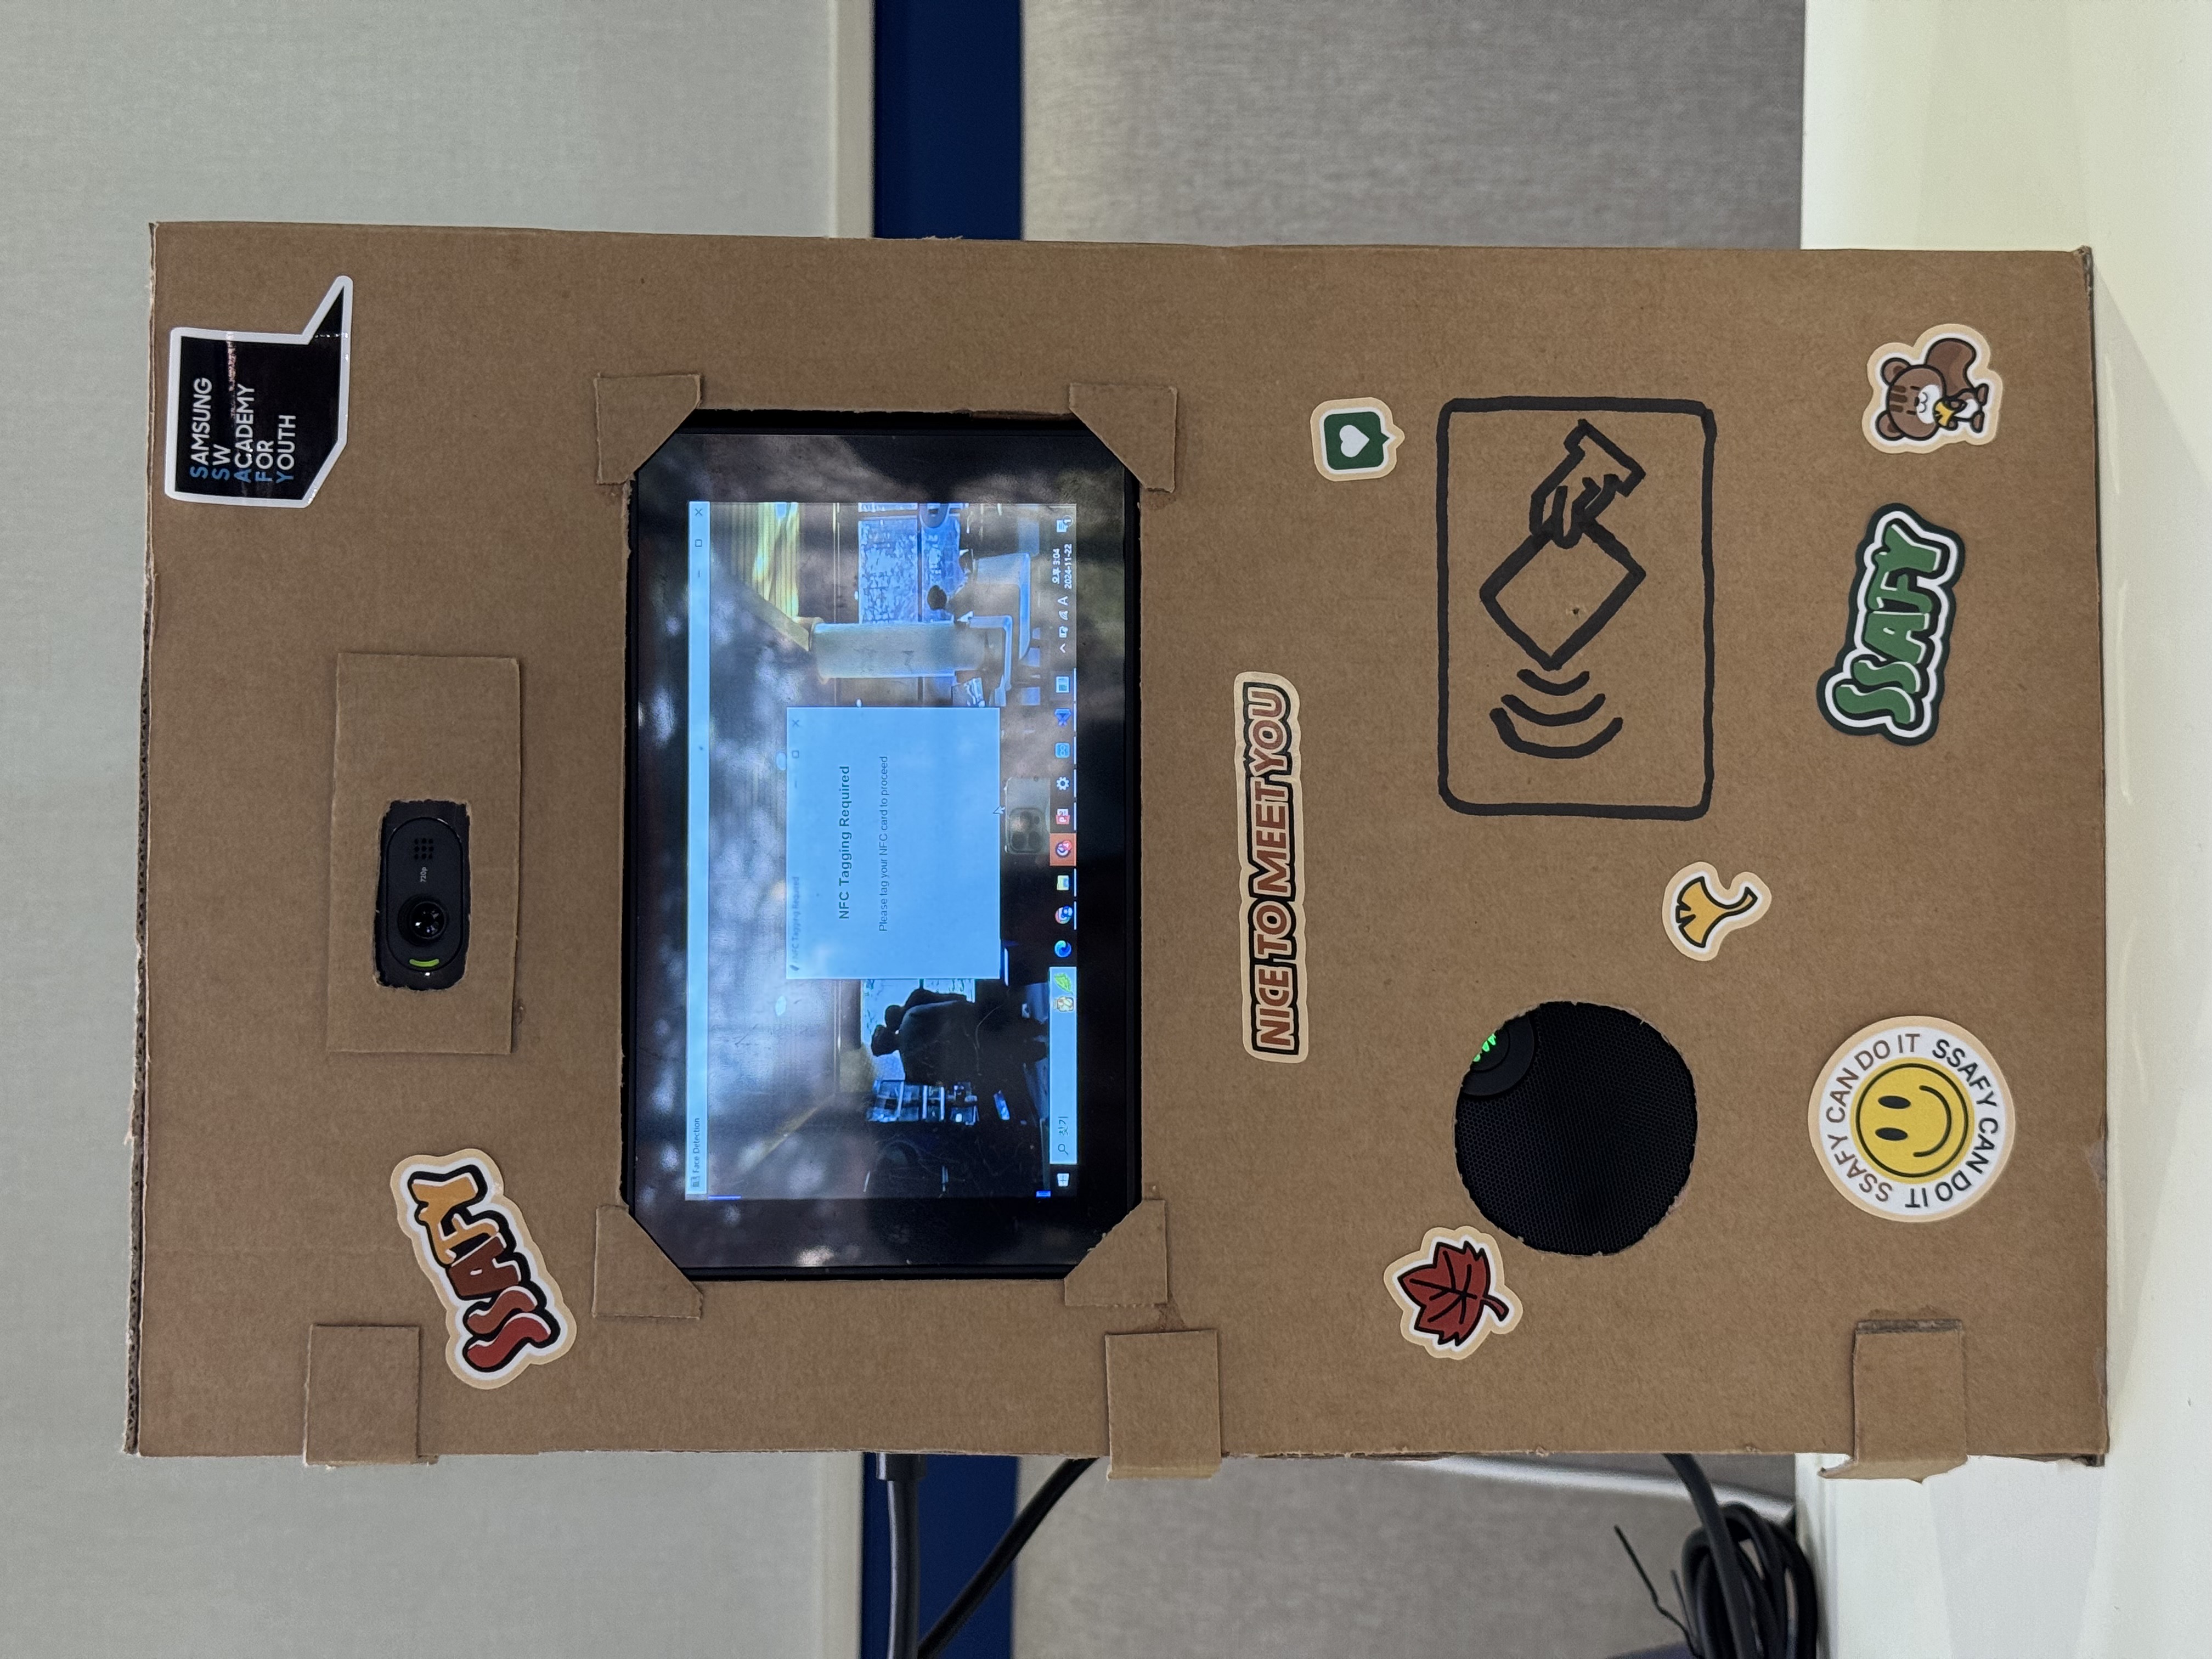 SAMSUNG
SW
ACADEMY
FOR
YOUTH
720p
SSAFY
Face Detection
NFC Tagging Required
NFC Tagging Required
Please tag your NFC card to proceed
찾기
A
오후 3:04
2024-11-22
1
NICE TO MEET YOU
SSAFY CAN DO IT SSAFY CAN DO IT
SSAFY